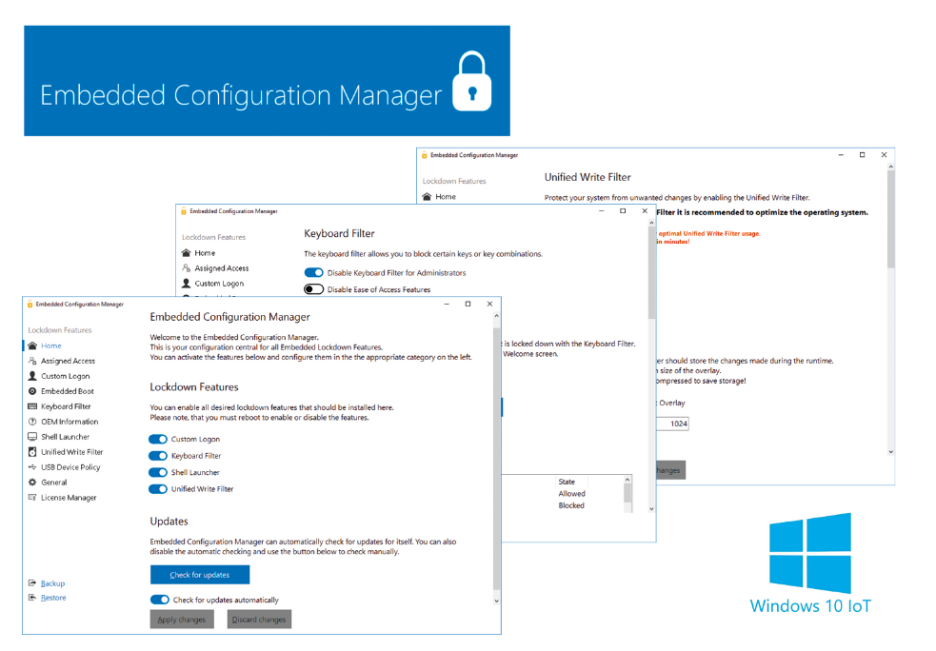 Embedded Configuration Manager
Embedded Configuration Manager
Lockdown Features
Home
Unified Write Filter
Protect your system from unwanted changes by enabling the Unified Write Filter.
Filter it is recommended to optimize the operating system.
optimal Unified Write Filter usage.
in minutes!
er should store the changes made during the runtime.
size of the overlay.
ompressed to save storage!
Overlay
1024
hanges
Embedded Configuration Manager
Lockdown Features
Home
Assigned Access
Custom Logon
Keyboard Filter
The keyboard filter allows you to block certain keys or key combinations.
Disable Keyboard Filter for Administrators
Disable Ease of Access Features
t is locked down with the Keyboard Filter.
Welcome screen.
State
Allowed
Blocked
Embedded Configuration Manager
Lockdown Features
Home
Assigned Access
Custom Logon
Embedded Boot
Keyboard Filter
OEM Information
Shell Launcher
Unified Write Filter
USB Device Policy
General
License Manager
Backup
Restore
Embedded Configuration Manager
Welcome to the Embedded Configuration Manager.
This is your configuration central for all Embedded Lockdown Features.
You can activate the features below and configure them in the the appropriate category on the left.
Lockdown Features
You can enable all desired lockdown features that should be installed here.
Please note, that you must reboot to enable or disable the features.
Custom Logon
Keyboard Filter
Shell Launcher
Unified Write Filter
Updates
Embedded Configuration Manager can automatically check for updates for itself. You can also
disable the automatic checking and use the button below to check manually.
Check for updates
Check for updates automatically
Apply changes
Discard changes
Windows 10 IoT